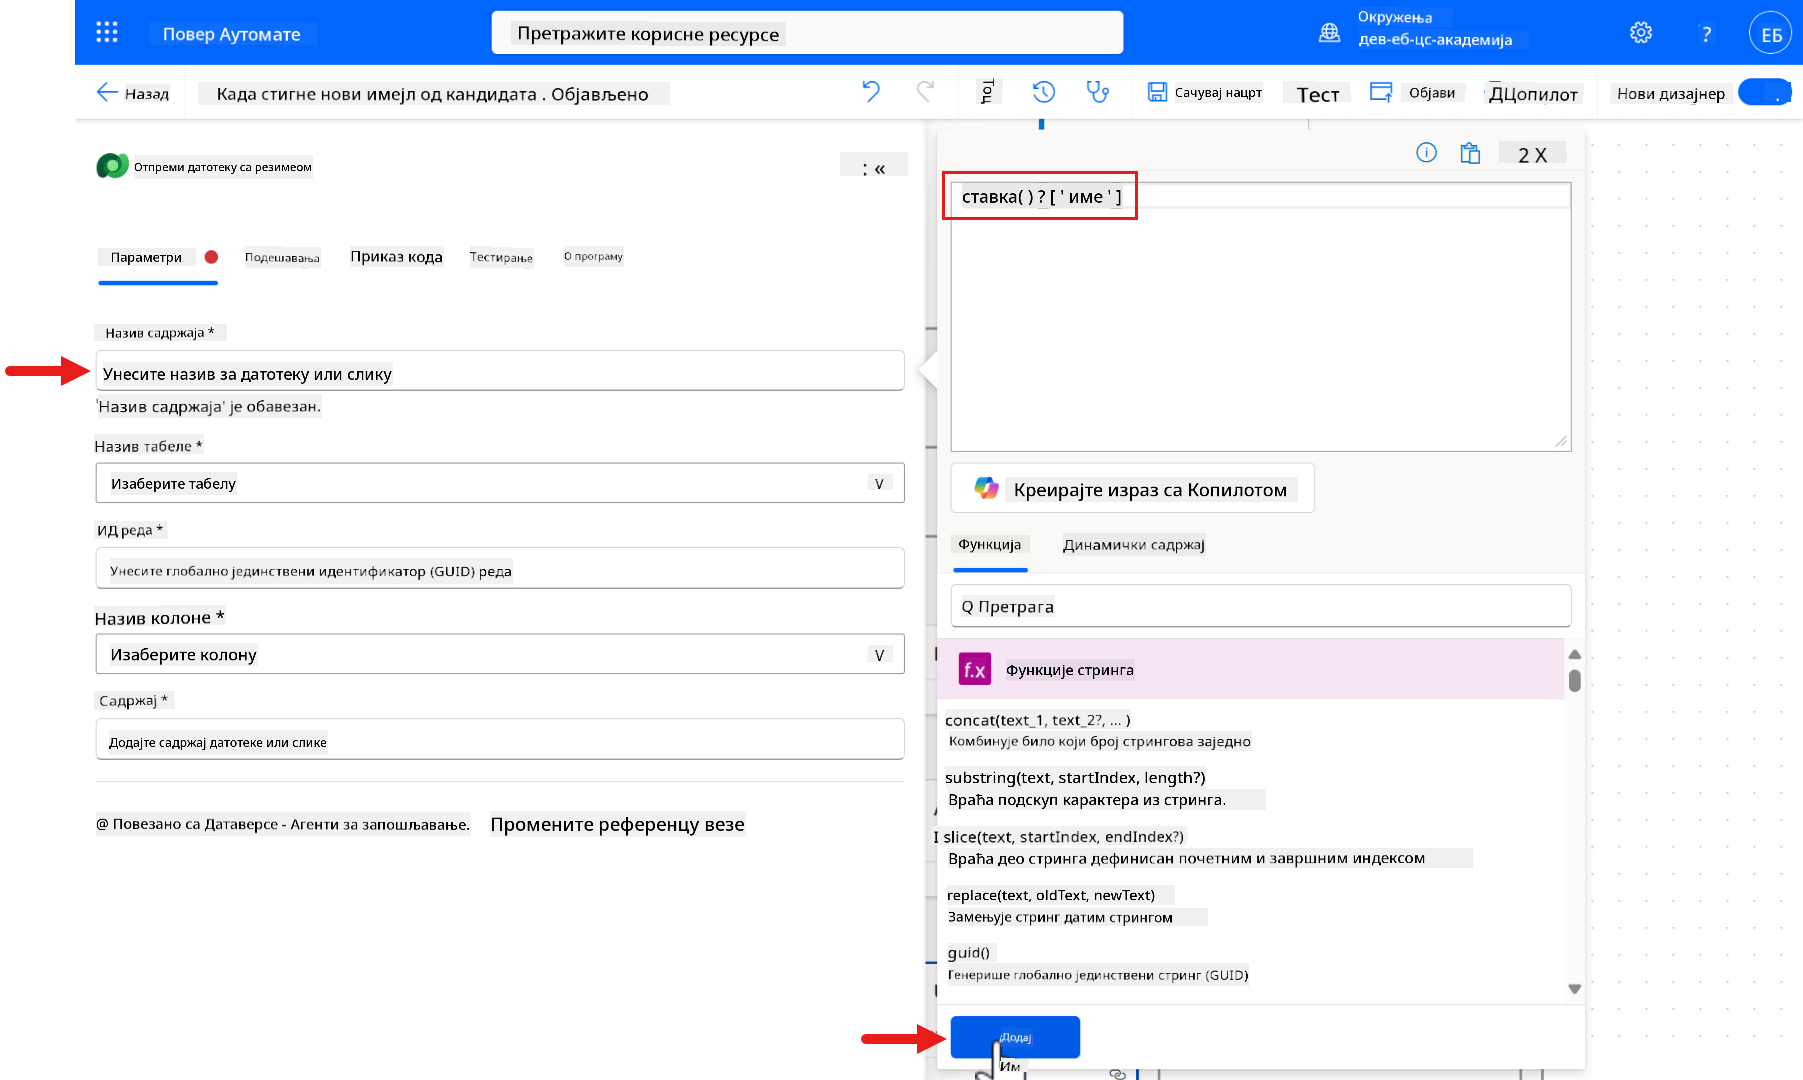 Повер Аутомате
Претражите корисне ресурсе
Окружења
дев-еб-цс-академија
?
ЕБ
Назад
Када стигне нови имејл од кандидата . Објављено
Тоџ
Сачувај нацрт
Тест
Објави
ДЦопилот
Нови дизајнер
Отпреми датотеку са резимеом
: «
Параметри
Подешавања
Приказ кода
Тестирање
О програму
Назив садржаја *
Унесите назив за датотеку или слику
'Назив садржаја' је обавезан.
Назив табеле *
Изаберите табелу
V
ИД реда *
Унесите глобално јединствени идентификатор (GUID) реда
Назив колоне *
Изаберите колону
V
Садржај *
Додајте садржај датотеке или слике
@ Повезано са Датаверсе - Агенти за запошљавање.
Промените референцу везе
2 X
ставка( ) ? [ ' име ' ]
Креирајте израз са Копилотом
Функција
Динамички садржај
Q Претрага
f.x
Функције стринга
concat(text_1, text_2?, ... )
Комбинује било који број стрингова заједно
substring(text, startIndex, length?)
Враћа подскуп карактера из стринга.
I slice(text, startIndex, endIndex?)
Враћа део стринга дефинисан почетним и завршним индексом
replace(text, oldText, newText)
Замењује стринг датим стрингом
guid()
Генерише глобално јединствени стринг (GUID)
Додај
Им